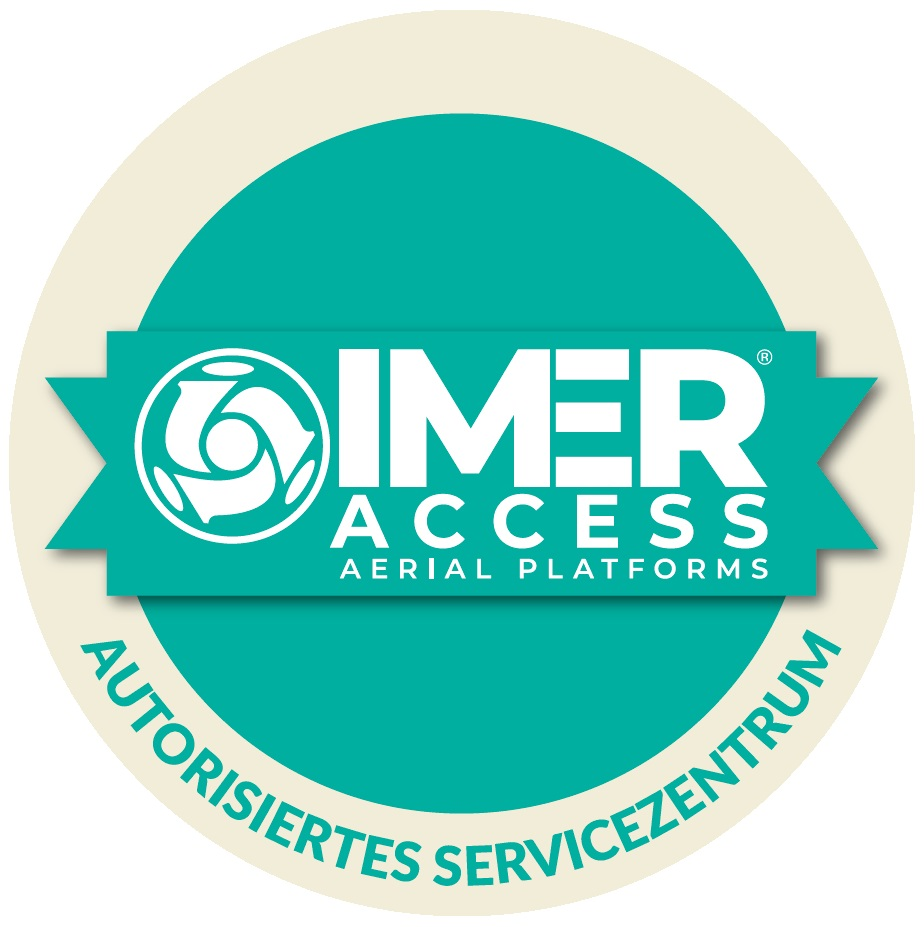 IMER®
ACCESS
AERIAL PLATFORMS
AUTORISIERTES SERVICEZENTRUM